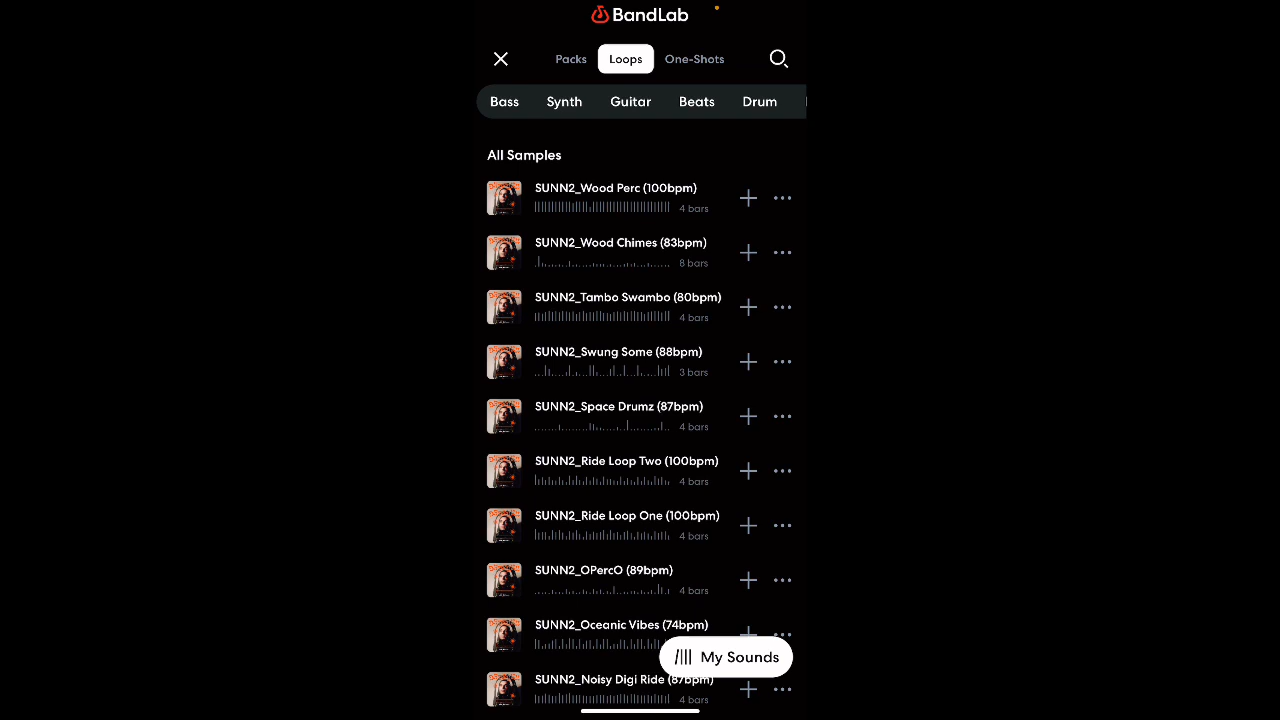 BandLab
Packs Loops One-Shots
Bass Synth Guitar Beats Drum
All Samples
SUNN2_Wood Perc (100bpm)
4 bars
SUNN2_Wood Chimes (83bpm)
8 bars
SUNN2_Tambo Swambo (80bpm)
4 bars
SUNN2_Swung Some (88bpm)
3 bars
SUNN2_Space Drumz (87bpm)
4 bars
SUNN2_Ride Loop Two (100bpm)
4 bars
SUNN2_Ride Loop One (100bpm)
4 bars
SUNN2_OPercO (89bpm)
4 bars
SUNN2_Oceanic Vibes (74bpm)
My Sounds
SUNN2_Noisy Digi Ride (87bpm)
4 bars